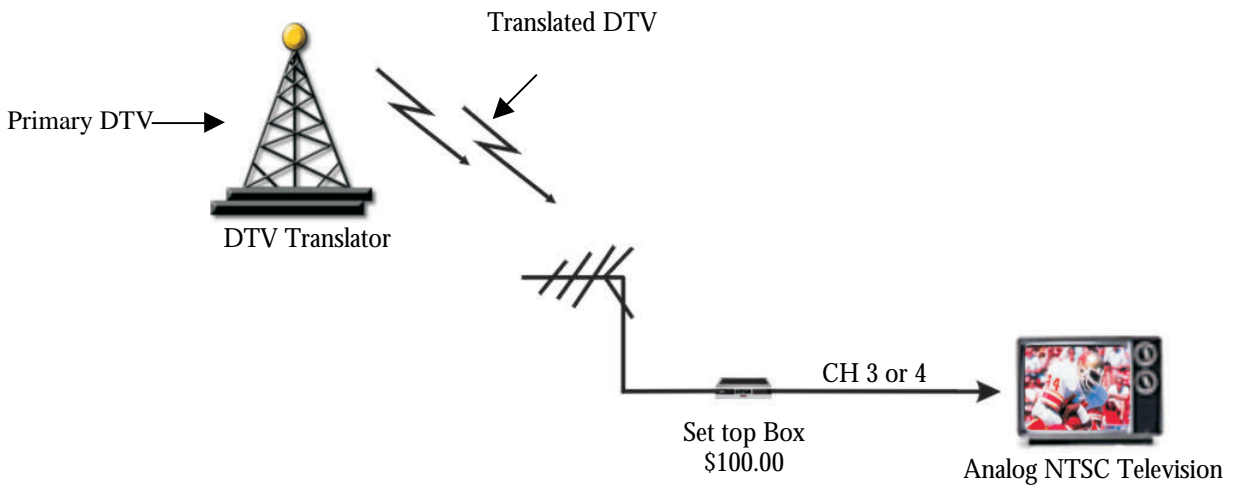 Translated DTV
Primary DTV
DTV Translator
CH 3 or 4
Set top Box
$100.00
Analog NTSC Television